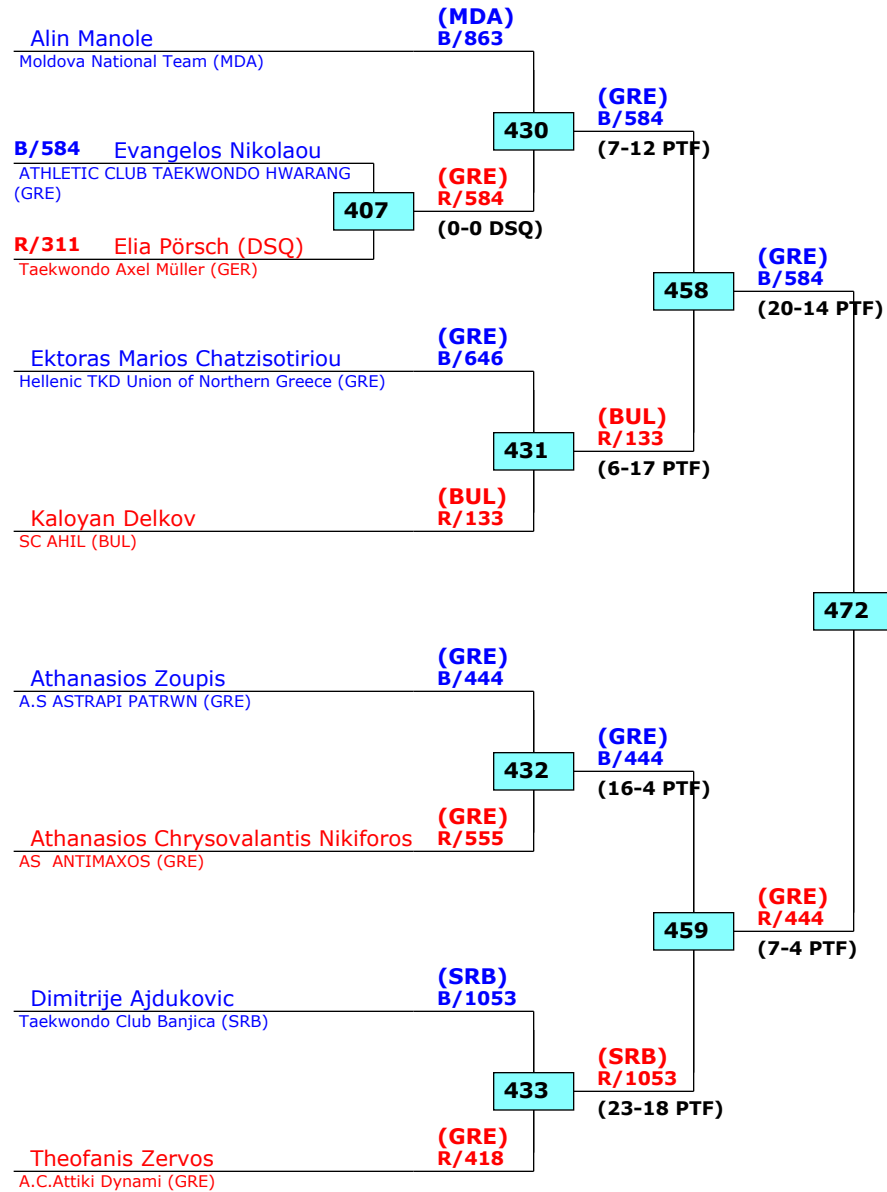 (MDA)
Alin Manole
B/863
Moldova National Team (MDA)
(GRE)
B/584
430
(7-12 PTF)
B/584 Evangelos Nikolaou
ATHLETIC CLUB TAEKWONDO HWARANG
(GRE)
(GRE)
R/584
407
(0-0 DSQ)
R/311 Elia Pörsch (DSQ)
Taekwondo Axel Müller (GER)
(GRE)
B/584
458
(20-14 PTF)
(GRE)
Ektoras Marios Chatzisotiriou
B/646
Hellenic TKD Union of Northern Greece (GRE)
(BUL)
R/133
431
(6-17 PTF)
(BUL)
Kaloyan Delkov
R/133
SC AHIL (BUL)
472
(GRE)
Athanasios Zoupis
B/444
A.S ASTRAPI PATRWN (GRE)
(GRE)
B/444
432
(16-4 PTF)
(GRE)
Athanasios Chrysovalantis Nikiforos
R/555
AS  ANTIMAXOS (GRE)
(GRE)
R/444
459
(7-4 PTF)
(SRB)
Dimitrije Ajdukovic
B/1053
Taekwondo Club Banjica (SRB)
(SRB)
R/1053
433
(23-18 PTF)
(GRE)
Theofanis Zervos
R/418
A.C.Attiki Dynami (GRE)